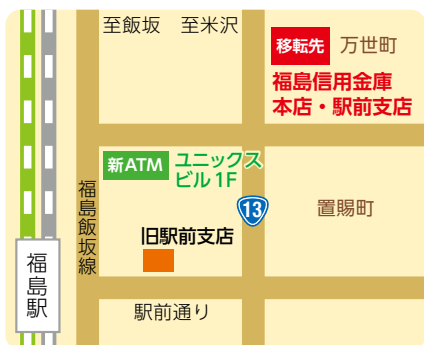 至飯坂 至米沢
移転先 万世町
福島信用金庫
本店・駅前支店
新ATM ユニックス
ビル1F
福島飯坂線
13
置賜町
旧駅前支店
福島駅
駅前通り